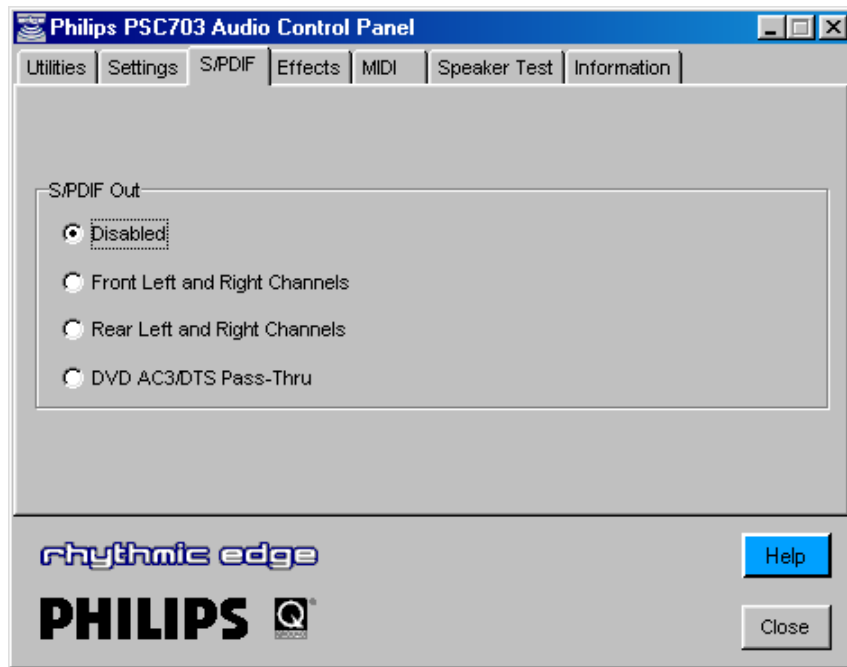 Philips PSC703 Audio Control Panel
Utilities Settings S/PDIF Effects MIDI Speaker Test Information
S/PDIF Out
Disabled
Front Left and Right Channels
Rear Left and Right Channels
DVD AC3/DTS Pass-Thru
rhythmic edge
Help
PHILIPS Q
Close